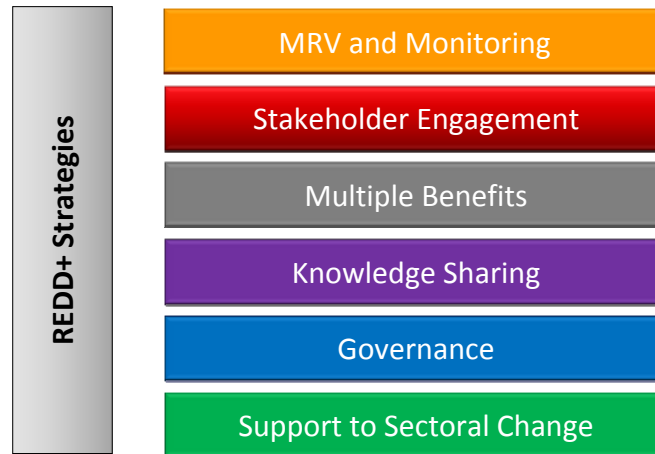 REDD+ Strategies
MRV and Monitoring
Stakeholder Engagement
Multiple Benefits
Knowledge Sharing
Governance
Support to Sectoral Change